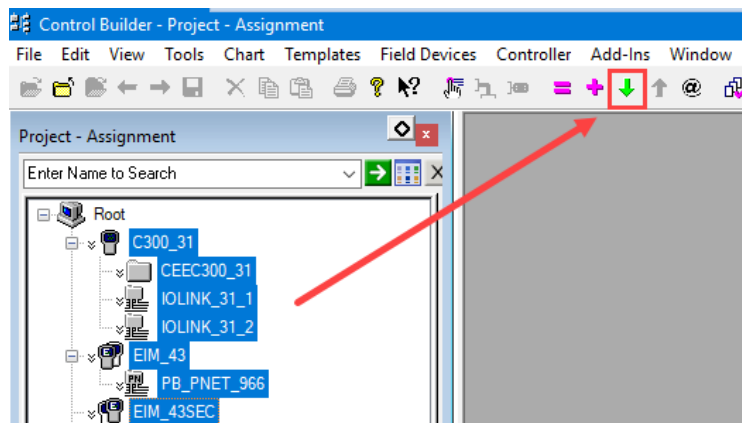 Control Builder - Project - Assignment
File Edit View Tools Chart Templates Field Devices Controller Add-Ins Window
Project - Assignment
Enter Name to Search
Root
C300_31
CEEC300_31
IOLINK_31_1
IOLINK_31_2
EIM_43
PB_PNET_966
EIM_43SEC